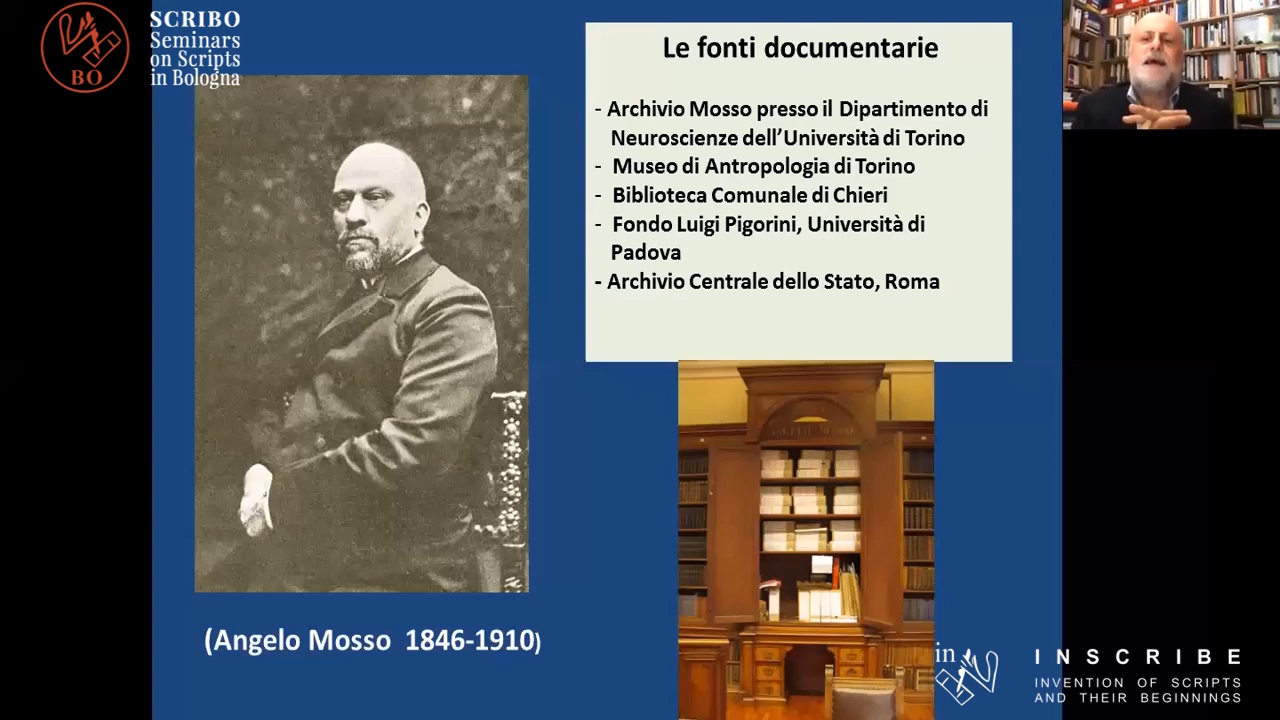 SCRIBO
Seminars
on Scripts
in Bologna
BO
Le fonti documentarie
- Archivio Mosso presso il Dipartimento di
Neuroscienze dell'Università di Torino
- Museo di Antropologia di Torino
- Biblioteca Comunale di Chieri
- Fondo Luigi Pigorini, Università di
Padova
- Archivio Centrale dello Stato, Roma
(Angelo Mosso 1846-1910)
in
INSCRIBE
INVENTION OF SCRIPTS
AND THEIR BEGINNINGS